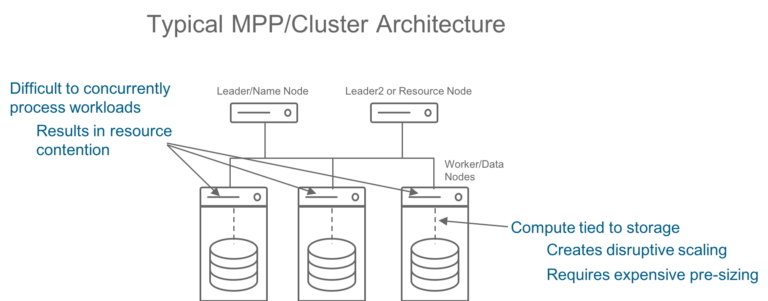 Typical MPP/Cluster Architecture
Difficult to concurrently
process workloads
Results in resource
contention
Leader/Name Node
Leader2 or Resource Node
Worker/Data
Nodes
Compute tied to storage
Creates disruptive scaling
Requires expensive pre-sizing